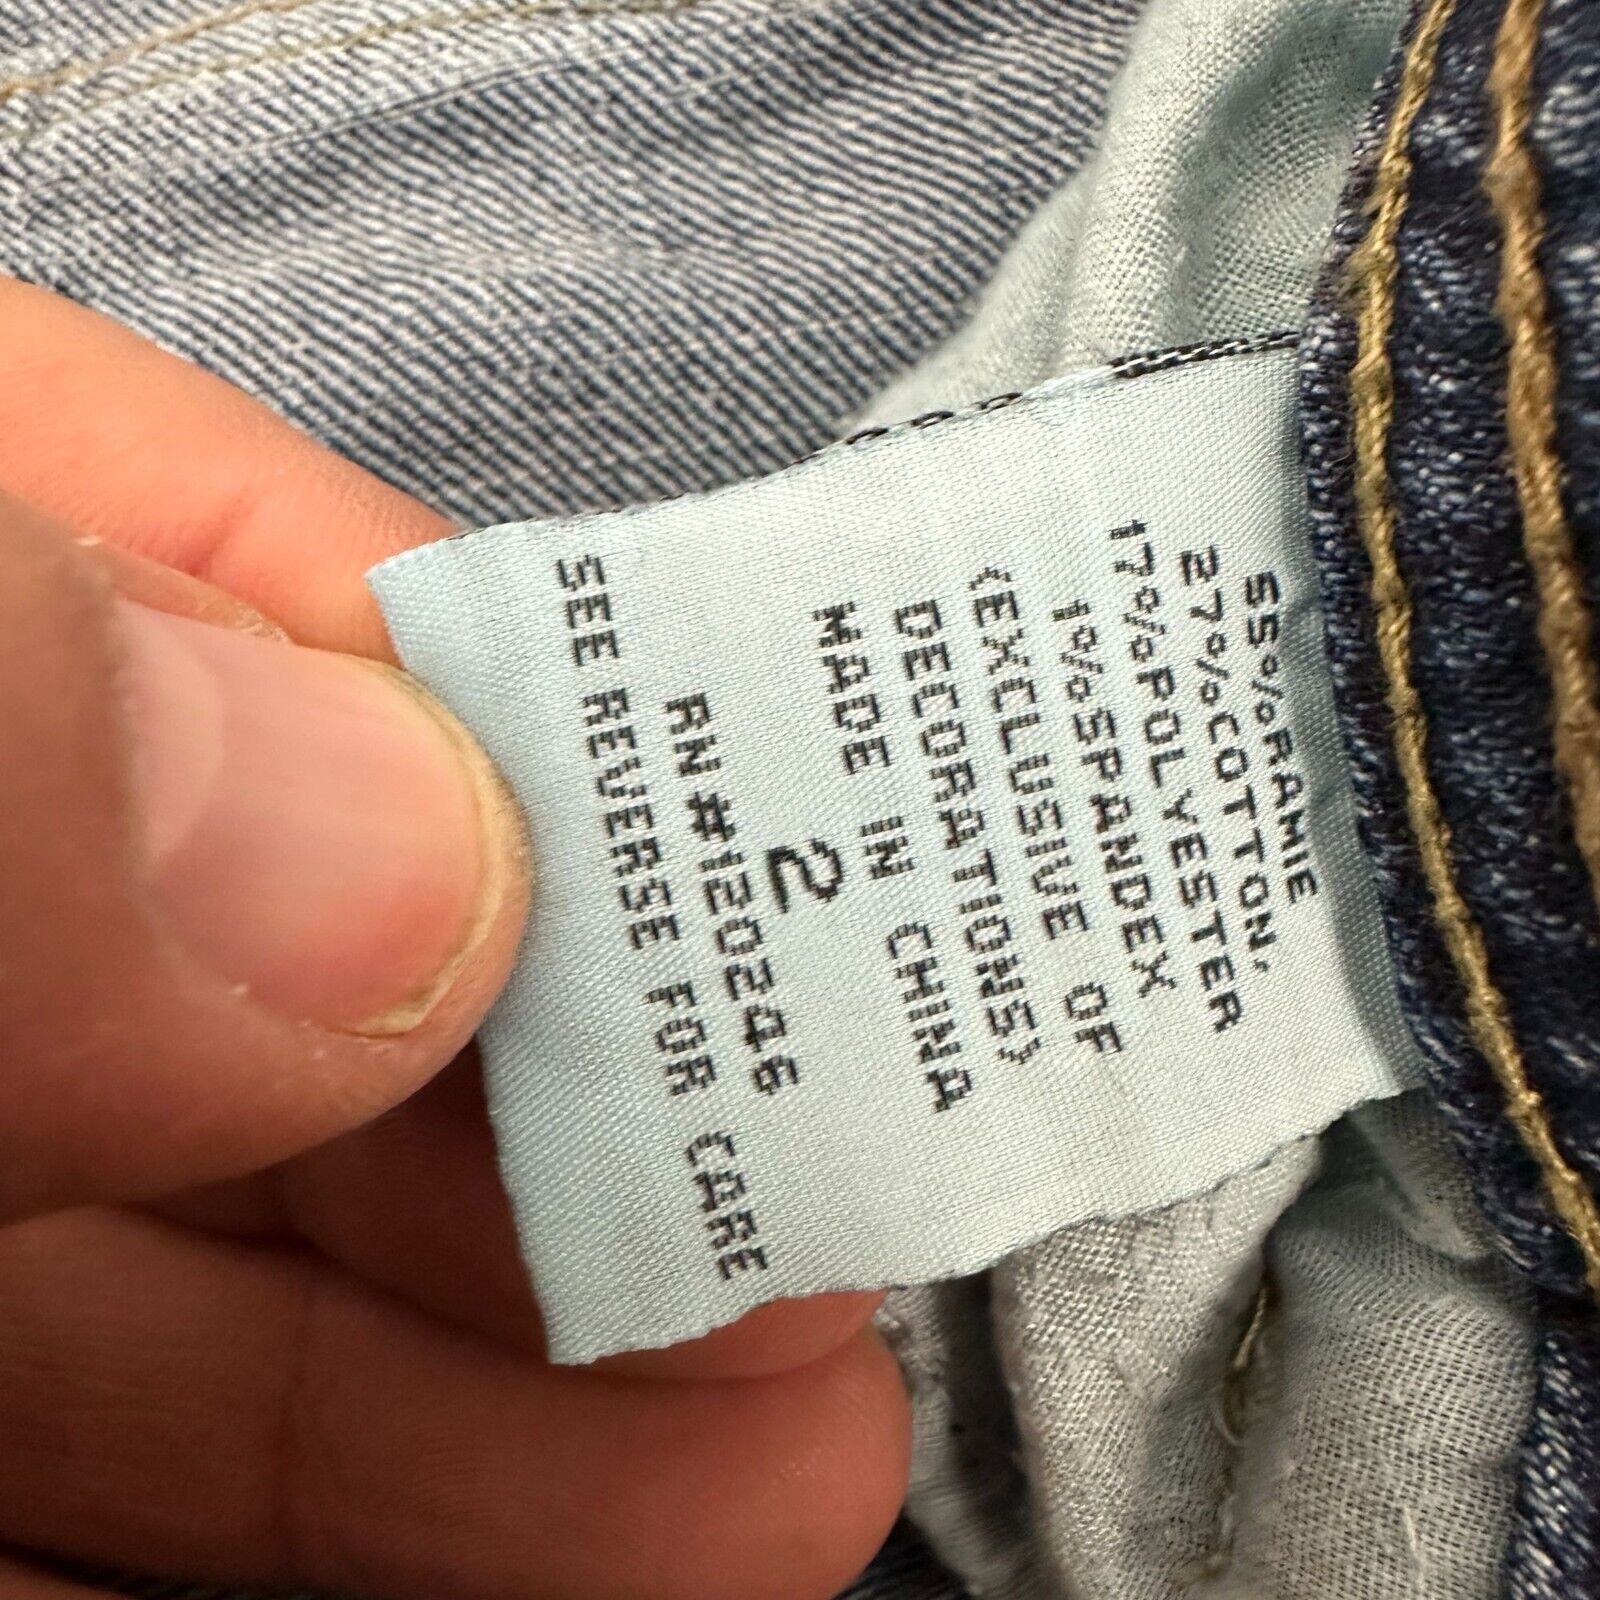 55%RAMIE
27%COTTON,
17%POLYESTER
1%SPANDEX
(EXCLUSIVE OF
DECORATIONS)
MADE IN CHINA
2
RN#120246
SEE REVERSE FOR CARE